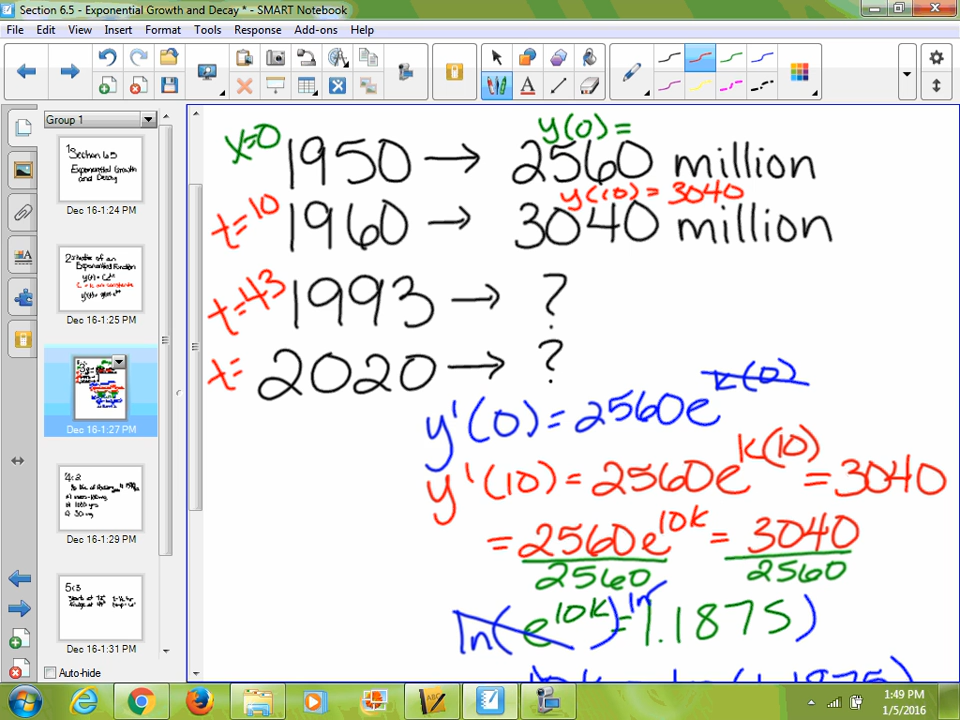 Section 6.5 - Exponential Growth and Decay * - SMART Notebook
File Edit View Insert Format Tools Response Add-ons Help
Group 1
Section 6.5
Exponential Growth
and Decay
Dec 16-1:24 PM
Exponential Function
Dec 16-1:25 PM
Dec 16-1:27 PM
Dec 16-1:29 PM
Dec 16-1:31 PM
Auto-hide
x=0 1950 → 2560 million
y(0) =
y(10) = 3040
t=10 1960 → 3040 million
t=43 1993 → ?
t= 2020 → ?
y'(0) = 2560e^k(0)
y'(10) = 2560e^k(10) = 3040
= 2560e^10k = 3040
2560 2560
ln(e^10k) = ln 1.1875)
1:49 PM
1/5/2016